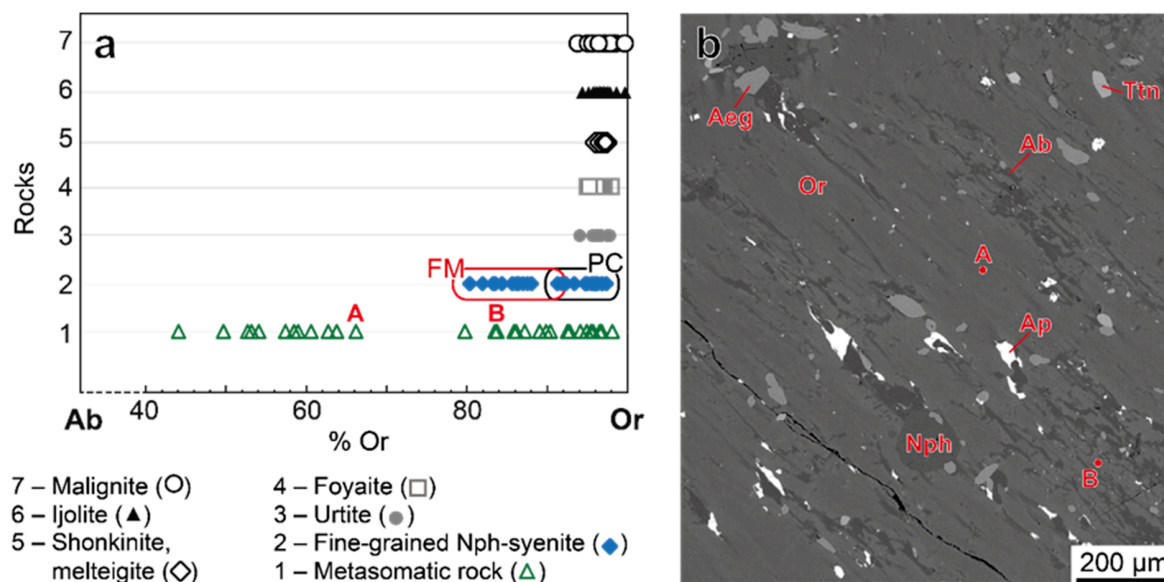 a
7
6
5
4
3
2
1
Rocks
FM
PC
A
B
Ab
40
60
80
Or
% Or
7 – Malignite (○)
6 – Ijolite (▲)
5 – Shonkinite,
melteigite (◇)
4 – Foyaite (□)
3 – Urtite (●)
2 – Fine-grained Nph-syenite (◆)
1 – Metasomatic rock (△)
b
Aeg
Ttn
Ab
Or
A
Ap
Nph
B
200 μm